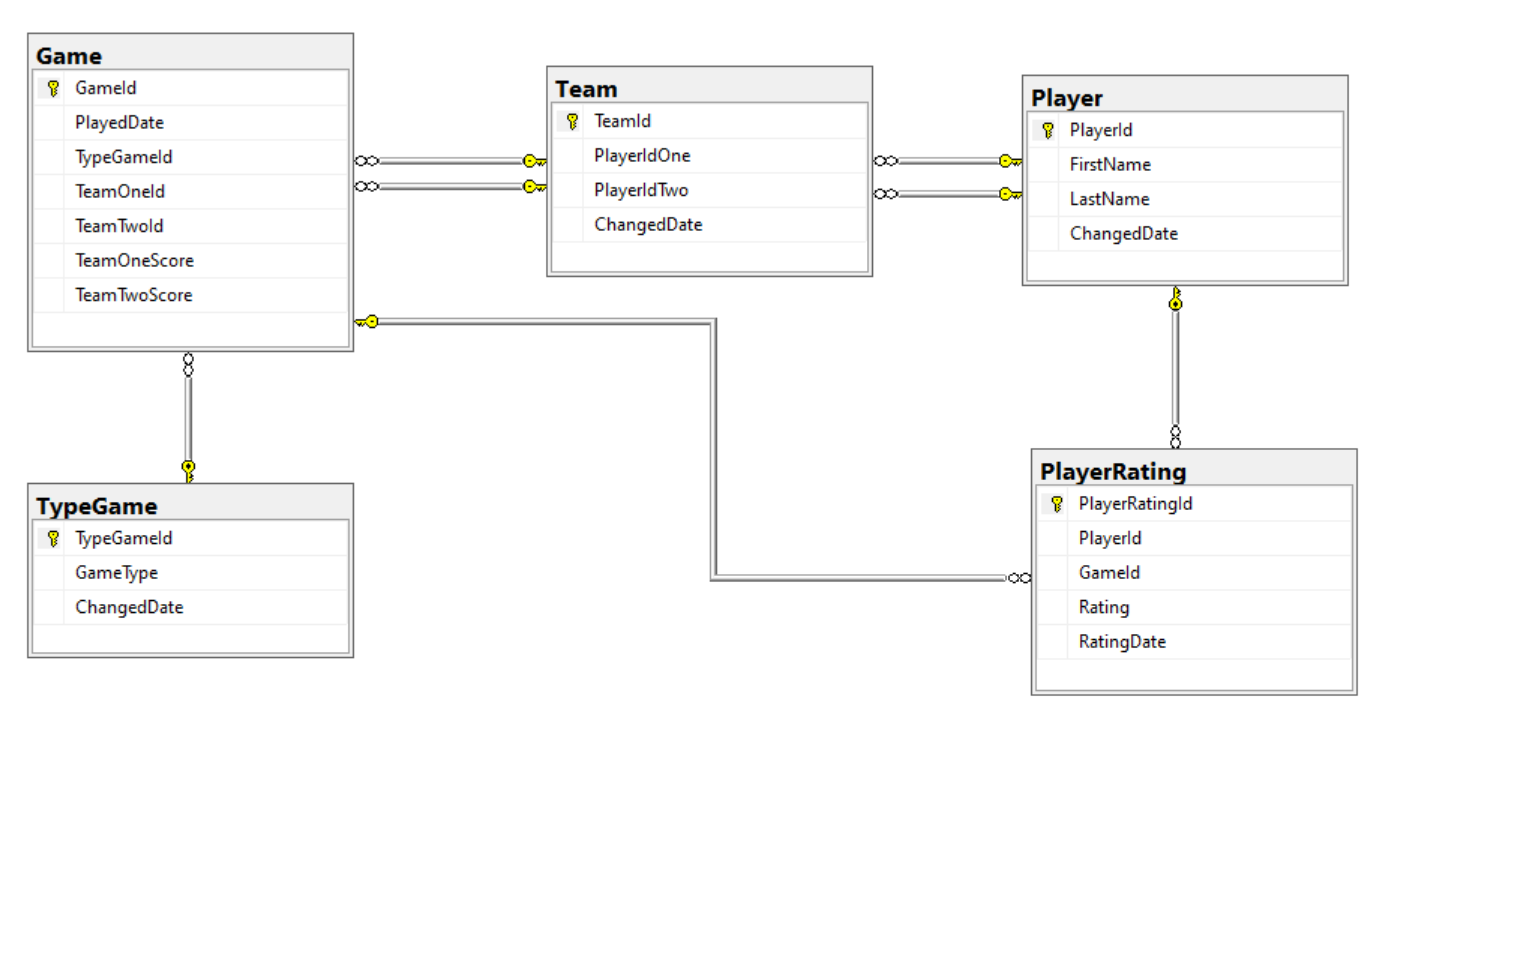 Game
GameId
PlayedDate
TypeGameId
TeamOneId
TeamTwoId
TeamOneScore
TeamTwoScore
Team
TeamId
PlayerIdOne
PlayerIdTwo
ChangedDate
Player
PlayerId
FirstName
LastName
ChangedDate
TypeGame
TypeGameId
GameType
ChangedDate
PlayerRating
PlayerRatingId
PlayerId
GameId
Rating
RatingDate